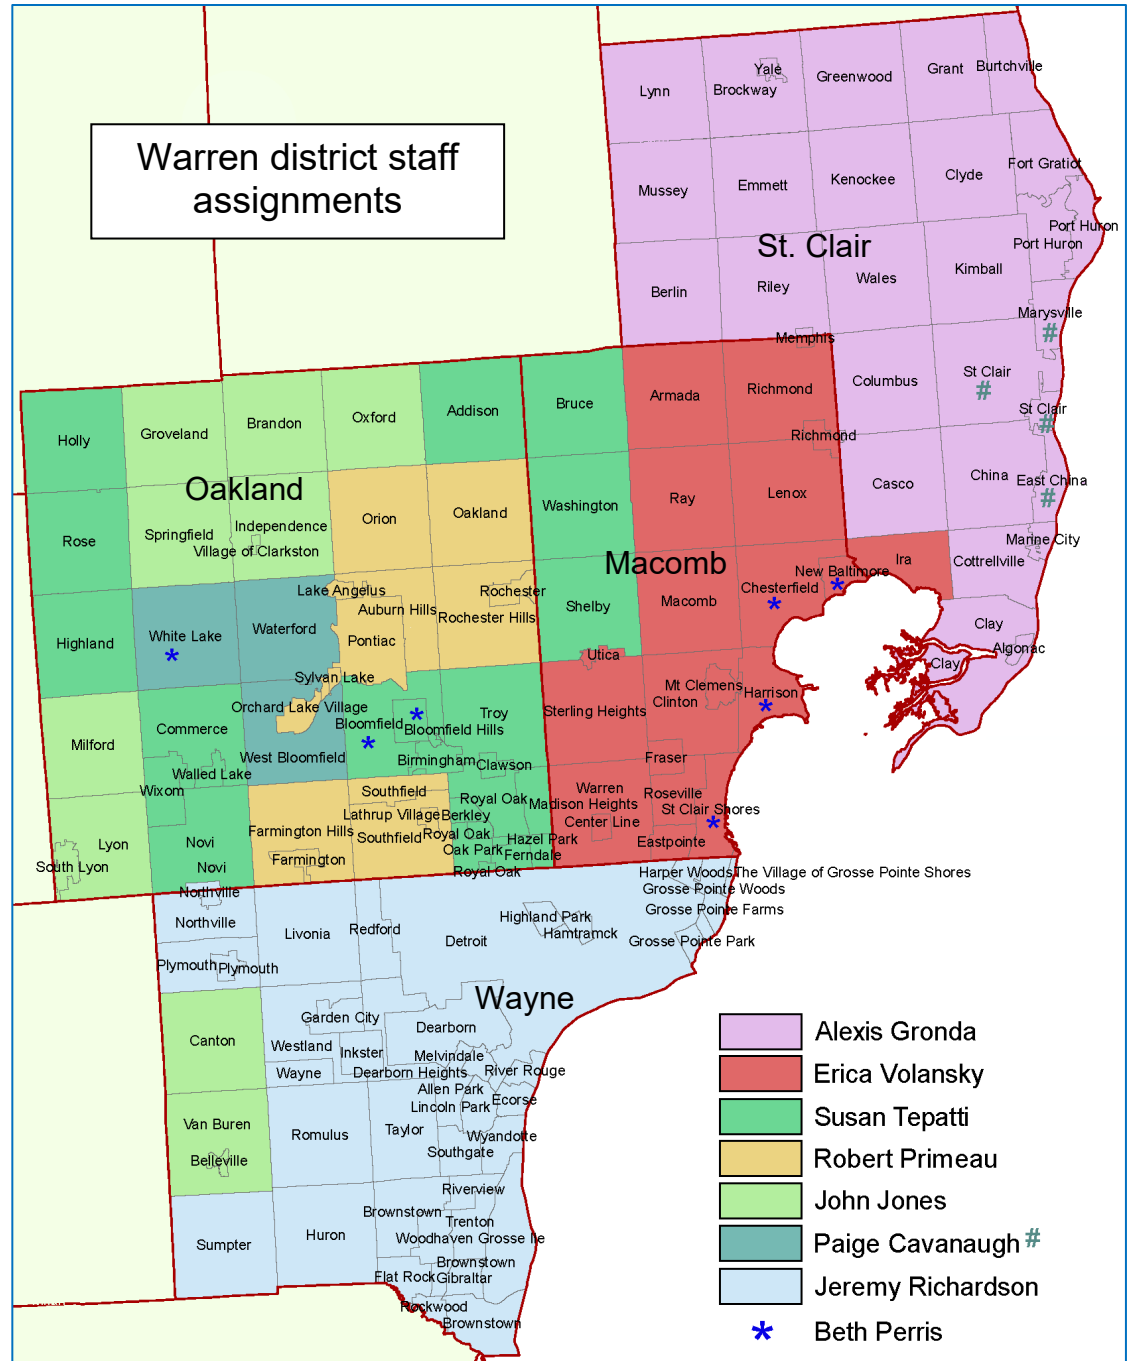 Warren district staff
assignments
Lynn
Yale
Brockway
Greenwood
Grant
Burtchville
Mussey
Emmett
Kenockee
Clyde
Fort Gratiot
Port Huron
Port Huron
St. Clair
Berlin
Riley
Wales
Kimball
Marysville
#
Memphis
Columbus
St Clair
#
St Clair
#
Casco
China
East China
#
Marine City
Cottrellville
Ira
Clay
Algonac
Clay
Holly
Groveland
Brandon
Oxford
Addison
Oakland
Rose
Springfield
Independence
Village of Clarkston
Orion
Oakland
Highland
White Lake
*
Waterford
Lake Angelus
Auburn Hills
Pontiac
Rochester
Rochester Hills
Sylvan Lake
Orchard Lake Village
Milford
Commerce
Walled Lake
Wixom
West Bloomfield
Bloomfield
*
*
Bloomfield Hills
Troy
Birmingham
Clawson
Lyon
South Lyon
Novi
Novi
Farmington Hills
Farmington
Southfield
Lathrup Village
Southfield
Berkley
Royal Oak
Royal Oak
Oak Park
Hazel Park
Ferndale
Royal Oak
Madison Heights
Bruce
Armada
Richmond
Richmond
Washington
Ray
Lenox
Macomb
Shelby
Macomb
Chesterfield
*
New Baltimore
*
Utica
Sterling Heights
Mt Clemens
Clinton
Harrison
*
Fraser
Warren
Center Line
Roseville
St Clair Shores
*
Eastpointe
Northville
Northville
Livonia
Redford
Detroit
Highland Park
Hamtramck
Harper Woods
The Village of Grosse Pointe Shores
Grosse Pointe Woods
Grosse Pointe Farms
Grosse Pointe Park
Plymouth
Plymouth
Wayne
Canton
Garden City
Westland
Inkster
Wayne
Dearborn
Melvindale
Dearborn Heights
River Rouge
Allen Park
Lincoln Park
Ecorse
Van Buren
Belleville
Romulus
Taylor
Wyandotte
Southgate
Riverview
Sumpter
Huron
Brownstown
Trenton
Woodhaven
Grosse Ile
Brownstown
Flat Rock
Gibraltar
Rockwood
Brownstown
Alexis Gronda
Erica Volansky
Susan Tepatti
Robert Primeau
John Jones
Paige Cavanaugh #
Jeremy Richardson
* Beth Perris